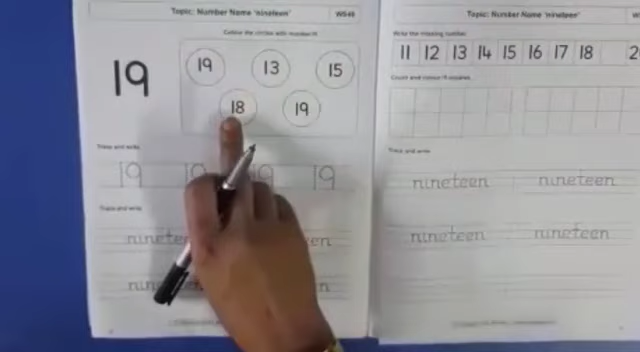 Topic: Number Name 'nineteen' WS48
Colour the circles with number 19.
19
19 13 15
18 19
Trace and write.
19 19 19 19
Trace and write.
nineteen
Topic: Number Name 'nineteen'
Write the missing number.
11 12 13 14 15 16 17 18
Count and colour 19 squares.
Trace and write
nineteen nineteen
nineteen nineteen